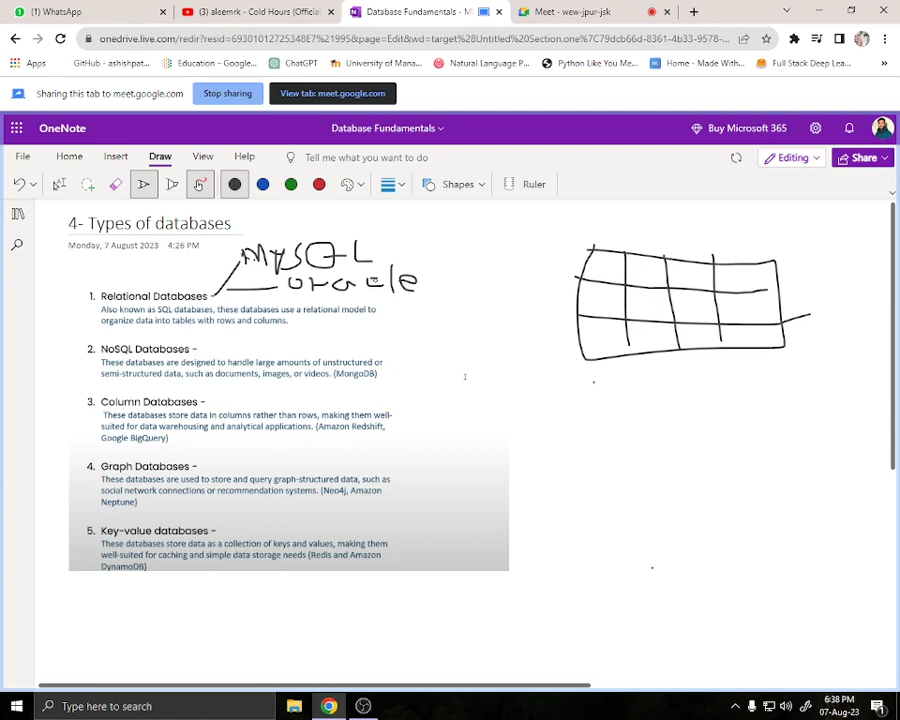 (1) WhatsApp
(3) aleemrk - Cold Hours (Official
Database Fundamentals - Mi
Meet - wew-jpur-jsk
onedrive.live.com/redir?resid=69301012725348E7%21995&page=Edit&wd=target%28Untitled Section.one%7C79dcb66d-8361-4b33-9578-...
Apps
GitHub - ashishpat...
Education – Google...
ChatGPT
University of Mana...
Natural Language P...
Python Like You Me...
Home - Made With...
Full Stack Deep Lea...
Sharing this tab to meet.google.com
Stop sharing
View tab: meet.google.com
OneNote
Database Fundamentals
Buy Microsoft 365
File
Home
Insert
Draw
View
Help
Tell me what you want to do
Editing
Share
Shapes
Ruler
4- Types of databases
Monday, 7 August 2023 4:26 PM
MySQL
oracle
1. Relational Databases -
Also known as SQL databases, these databases use a relational model to
organize data into tables with rows and columns.
2. NoSQL Databases -
These databases are designed to handle large amounts of unstructured or
semi-structured data, such as documents, images, or videos. (MongoDB)
3. Column Databases -
These databases store data in columns rather than rows, making them well-
suited for data warehousing and analytical applications. (Amazon Redshift,
Google BigQuery)
4. Graph Databases -
These databases are used to store and query graph-structured data, such as
social network connections or recommendation systems. (Neo4j, Amazon
Neptune)
5. Key-value databases -
These databases store data as a collection of keys and values, making them
well-suited for caching and simple data storage needs (Redis and Amazon
DynamoDB)
Type here to search
6:38 PM
07-Aug-23